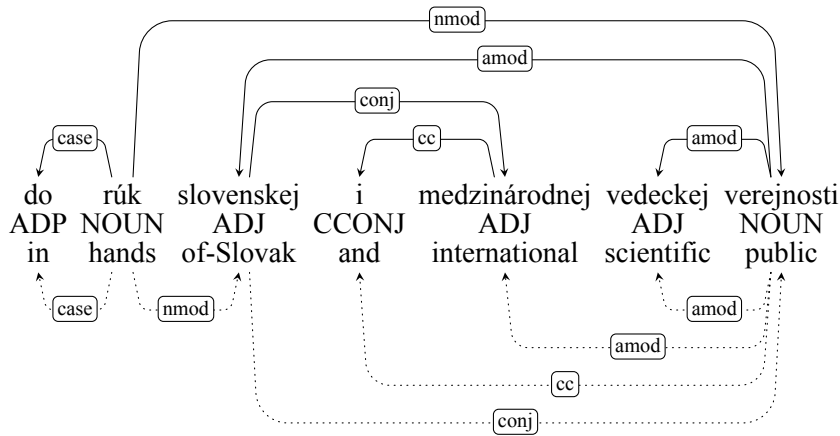 nmod
amod
conj
case cc amod
do rúk slovenskej i medzinárodnej vedeckej verejnosti
ADP NOUN ADJ CCONJ ADJ ADJ NOUN
in hands of-Slovak and international scientific public
case nmod amod
amod
cc
conj